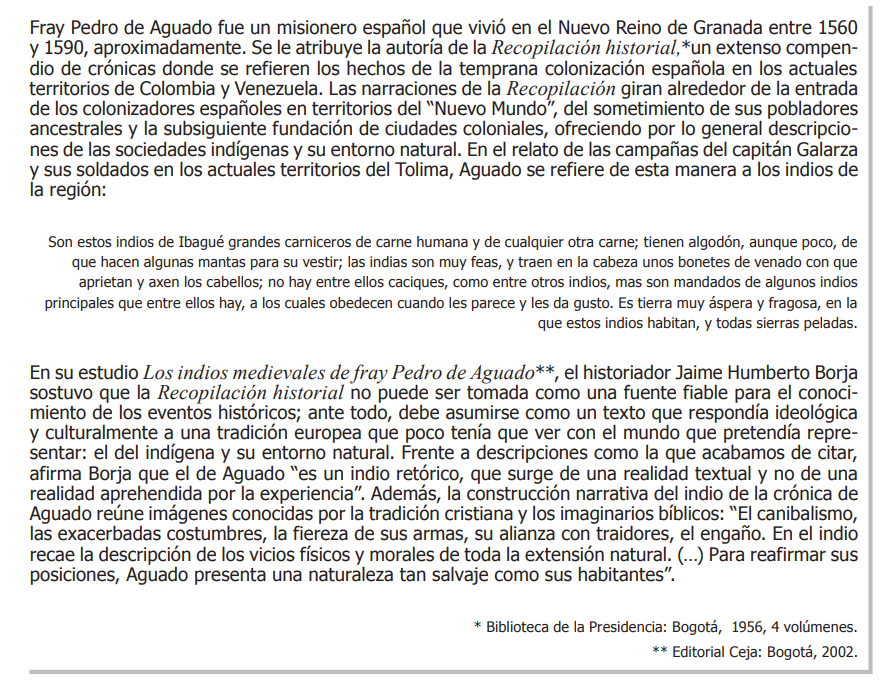 Fray Pedro de Aguado fue un misionero español que vivió en el Nuevo Reino de Granada entre 1560
y 1590, aproximadamente. Se le atribuye la autoría de la Recopilación historial,*un extenso compen-
dio de crónicas donde se refieren los hechos de la temprana colonización española en los actuales
territorios de Colombia y Venezuela. Las narraciones de la Recopilación giran alrededor de la entrada
de los colonizadores españoles en territorios del “Nuevo Mundo”, del sometimiento de sus pobladores
ancestrales y la subsiguiente fundación de ciudades coloniales, ofreciendo por lo general descripcio-
nes de las sociedades indígenas y su entorno natural. En el relato de las campañas del capitán Galarza
y sus soldados en los actuales territorios del Tolima, Aguado se refiere de esta manera a los indios de
la región:
Son estos indios de Ibagué grandes carniceros de carne humana y de cualquier otra carne; tienen algodón, aunque poco, de
que hacen algunas mantas para su vestir; las indias son muy feas, y traen en la cabeza unos bonetes de venado con que
aprietan y axen los cabellos; no hay entre ellos caciques, como entre otros indios, mas son mandados de algunos indios
principales que entre ellos hay, a los cuales obedecen cuando les parece y les da gusto. Es tierra muy áspera y fragosa, en la
que estos indios habitan, y todas sierras peladas.
En su estudio Los indios medievales de fray Pedro de Aguado**, el historiador Jaime Humberto Borja
sostuvo que la Recopilación historial no puede ser tomada como una fuente fiable para el conoci-
miento de los eventos históricos; ante todo, debe asumirse como un texto que respondía ideológica
y culturalmente a una tradición europea que poco tenía que ver con el mundo que pretendía repre-
sentar: el del indígena y su entorno natural. Frente a descripciones como la que acabamos de citar,
afirma Borja que el de Aguado “es un indio retórico, que surge de una realidad textual y no de una
realidad aprehendida por la experiencia”. Además, la construcción narrativa del indio de la crónica de
Aguado reúne imágenes conocidas por la tradición cristiana y los imaginarios bíblicos: “El canibalismo,
las exacerbadas costumbres, la fiereza de sus armas, su alianza con traidores, el engaño. En el indio
recae la descripción de los vicios físicos y morales de toda la extensión natural. (…) Para reafirmar sus
posiciones, Aguado presenta una naturaleza tan salvaje como sus habitantes”.
* Biblioteca de la Presidencia: Bogotá, 1956, 4 volúmenes.
** Editorial Ceja: Bogotá, 2002.